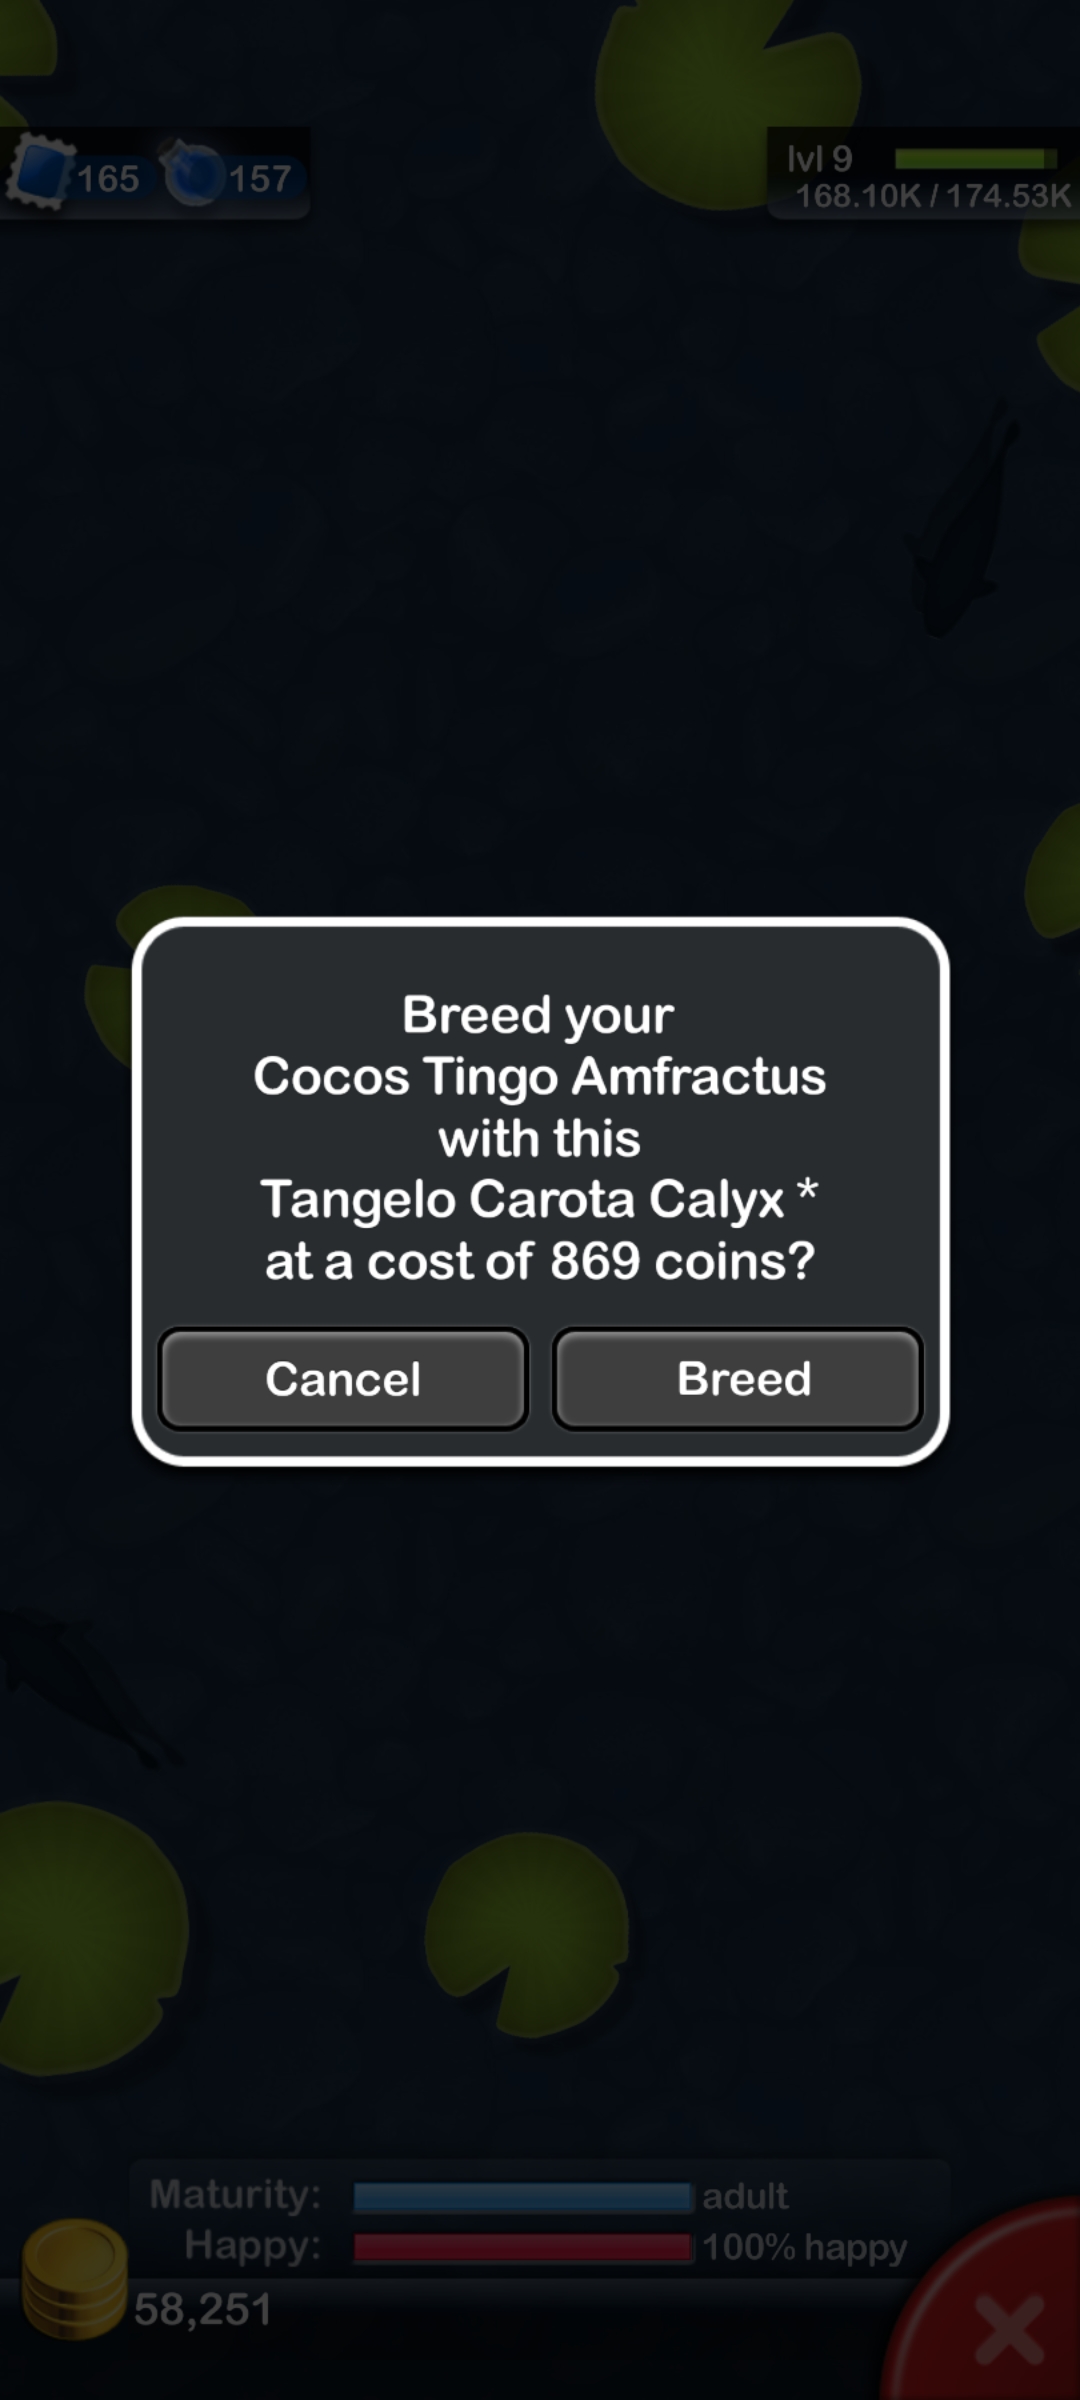 165
157
lvl 9
168.10K / 174.53K
Breed your
Cocos Tingo Amfractus
with this
Tangelo Carota Calyx *
at a cost of 869 coins?
Cancel
Breed
Maturity:
adult
Happy:
100% happy
58,251